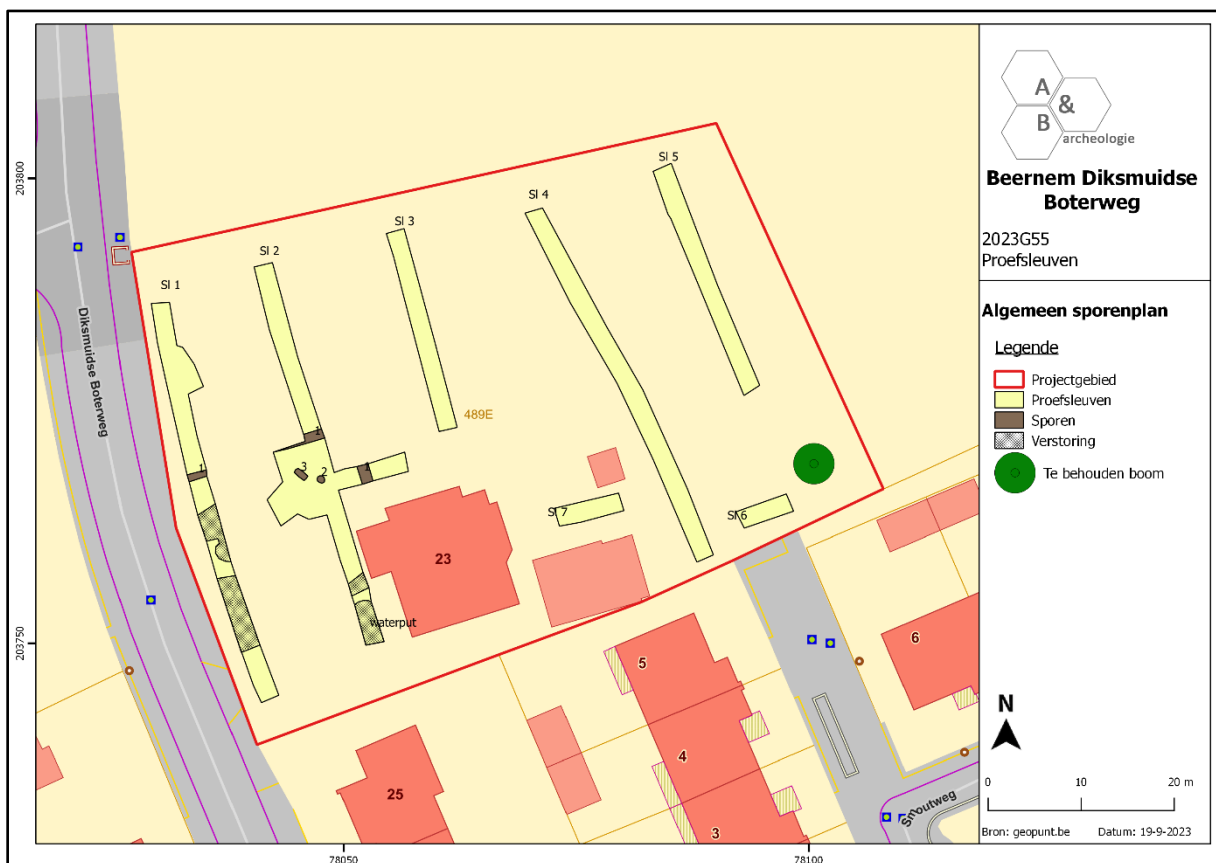 203800
203750
78050
78100
Diksmuidse Boterweg
Sl 1
Sl 2
Sl 3
Sl 4
Sl 5
489E
1
1
3
2
1
Sl 7
Sl 6
23
waterput
5
6
4
25
3
Smoutweg
A
&
B
archeologie
Beernem Diksmuidse
Boterweg
2023G55
Proefsleuven
Algemeen sporenplan
Legende
Projectgebied
Proefsleuven
Sporen
Verstoring
Te behouden boom
N
0 10 20 m
Bron: geopunt.be Datum: 19-9-2023